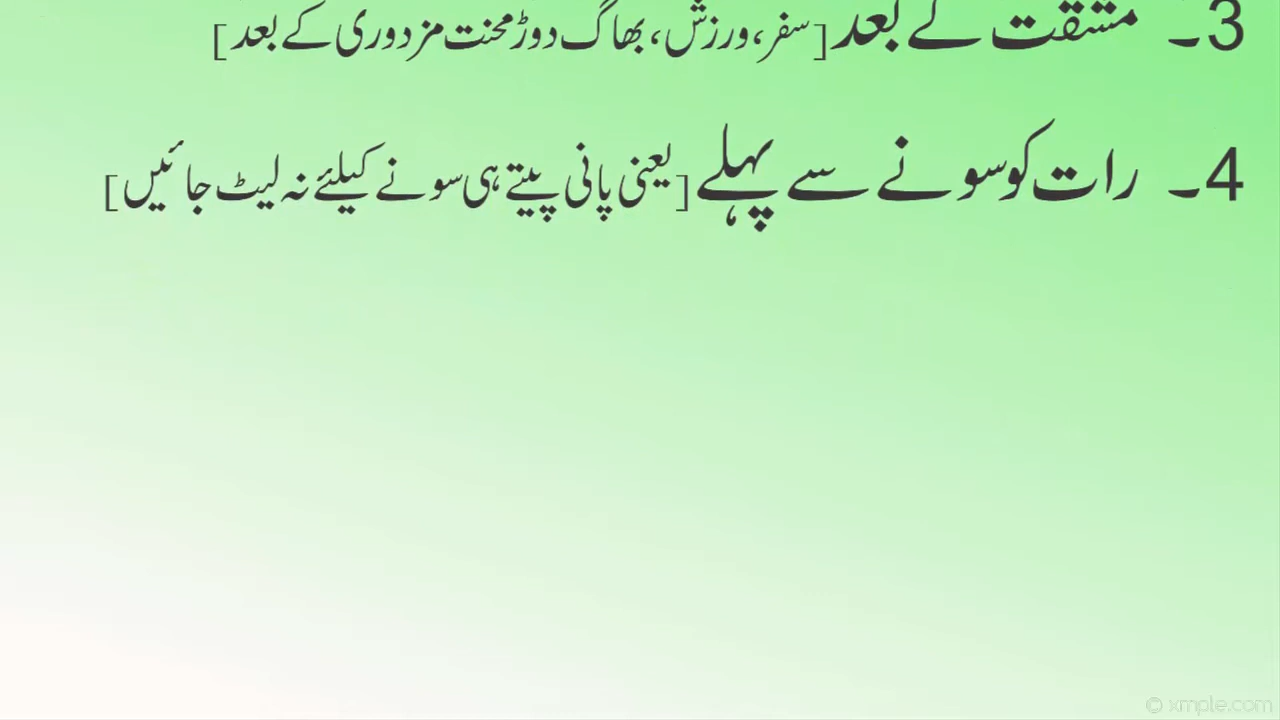 3۔ مشقت کے بعد [سفر، ورزش، بھاگ دوڑ محنت مزدوری کے بعد]
4۔ رات کو سونے سے پہلے [یعنی پانی پیتے ہی سونے کیلئے نہ لیٹ جائیں]
© xmple.com